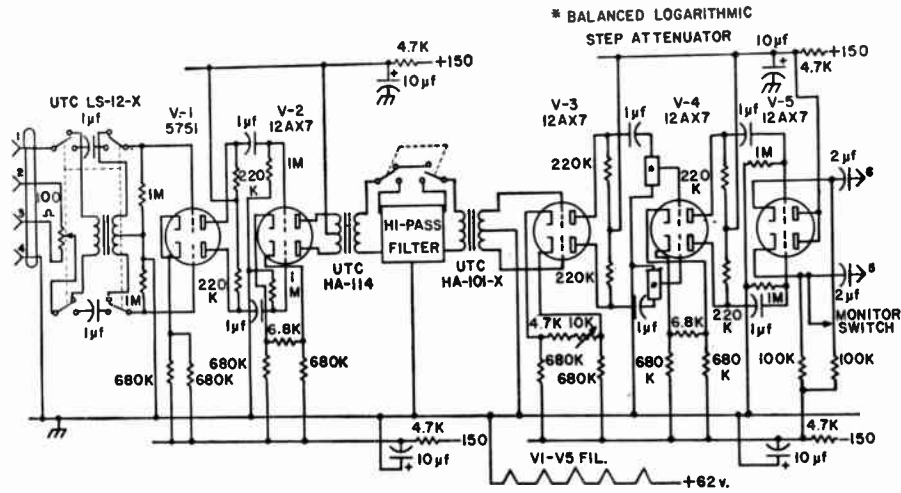 * BALANCED LOGARITHMIC
STEP ATTENUATOR
4.7K
+150
10µf
10µf
+150
4.7K
UTC LS-12-X
1µf
V-1
5751
V-2
12AX7
1µf
V-3
12AX7
1µf
V-4
12AX7
1µf
V-5
12AX7
1
2
3
4
100
Ω
1M
1M
220
K
220
K
1M
1
M
1µf
1µf
UTC
HA-114
HI-PASS
FILTER
UTC
HA-101-X
220K
220K
*
*
1µf
220
K
220
K
1M
1M
1µf
2µf
6
2µf
5
MONITOR
SWITCH
6.8K
680K
680K
680K
680K
4.7K
10K
680K
680K
6.8K
680
K
680
K
100K
100K
4.7K
-150
10µf
V1-V5 FIL.
+62v.
4.7K
-150
10µf